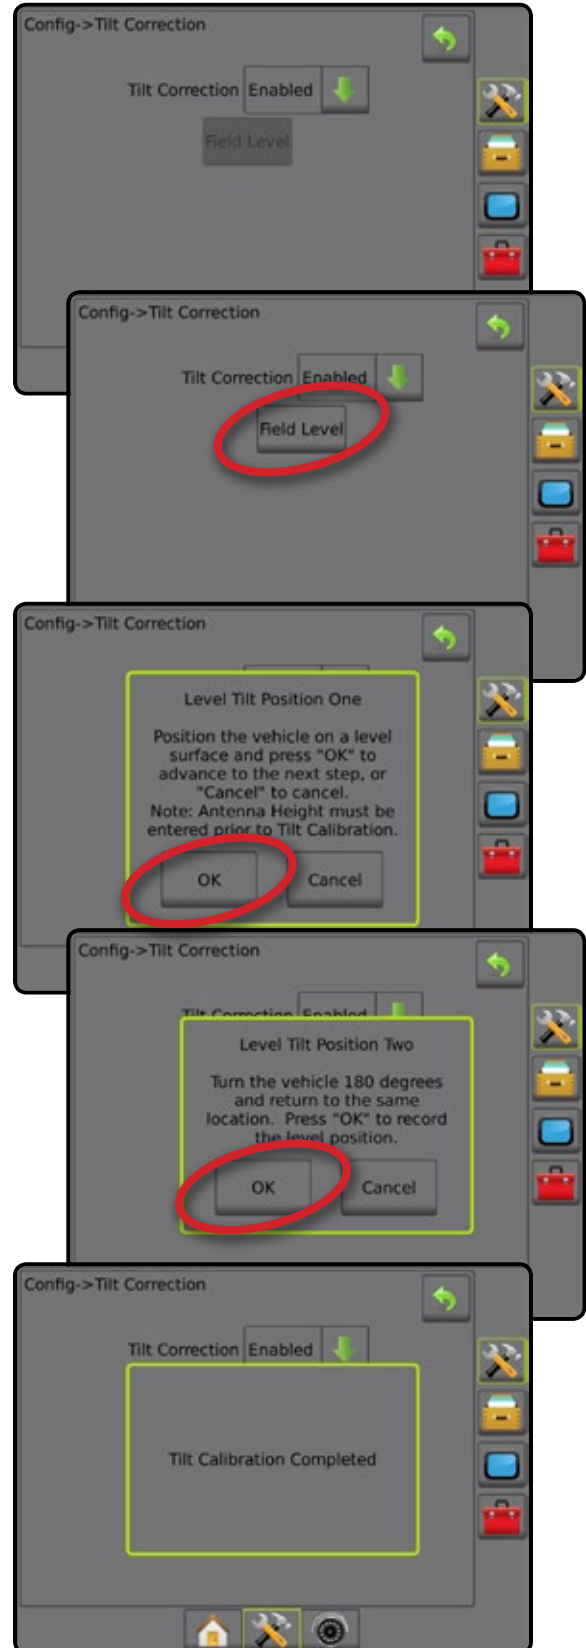 Config->Tilt Correction
Tilt Correction Enabled
Field Level
Config->Tilt Correction
Tilt Correction Enabled
Field Level
Config->Tilt Correction
Level Tilt Position One
Position the vehicle on a level
surface and press "OK" to
advance to the next step, or
"Cancel" to cancel.
Note: Antenna Height must be
entered prior to Tilt Calibration.
OK Cancel
Config->Tilt Correction
Tilt Correction Enabled
Level Tilt Position Two
Turn the vehicle 180 degrees
and return to the same
location. Press "OK" to record
the level position.
OK Cancel
Config->Tilt Correction
Tilt Correction Enabled
Tilt Calibration Completed